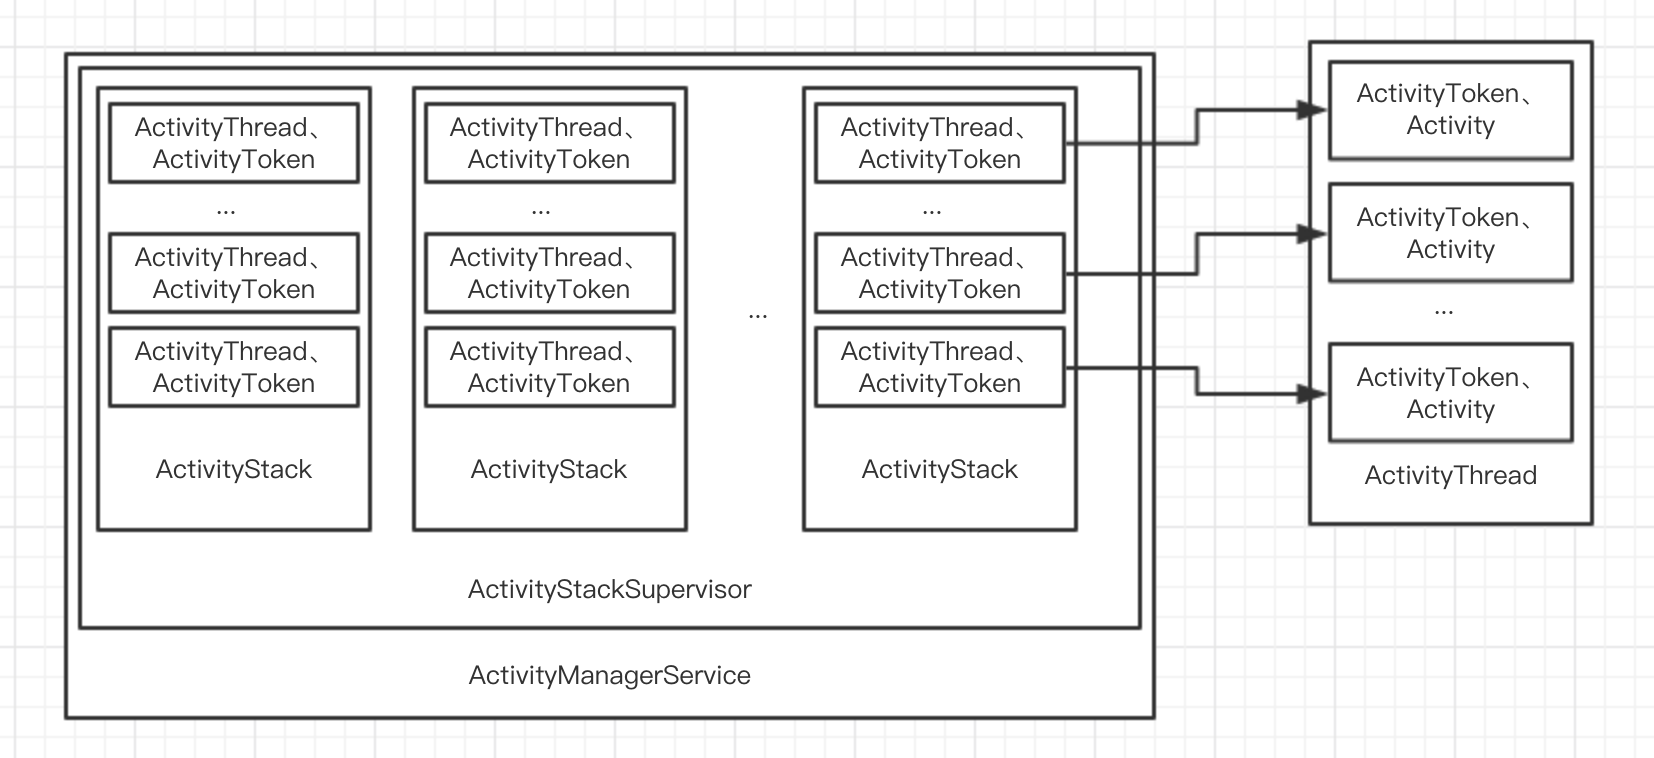 ActivityThread、
ActivityToken
...
ActivityThread、
ActivityToken
ActivityThread、
ActivityToken
ActivityStack
ActivityThread、
ActivityToken
...
ActivityThread、
ActivityToken
ActivityThread、
ActivityToken
ActivityStack
...
ActivityThread、
ActivityToken
...
ActivityThread、
ActivityToken
ActivityThread、
ActivityToken
ActivityStack
ActivityStackSupervisor
ActivityManagerService
ActivityToken、
Activity
ActivityToken、
Activity
...
ActivityToken、
Activity
ActivityThread